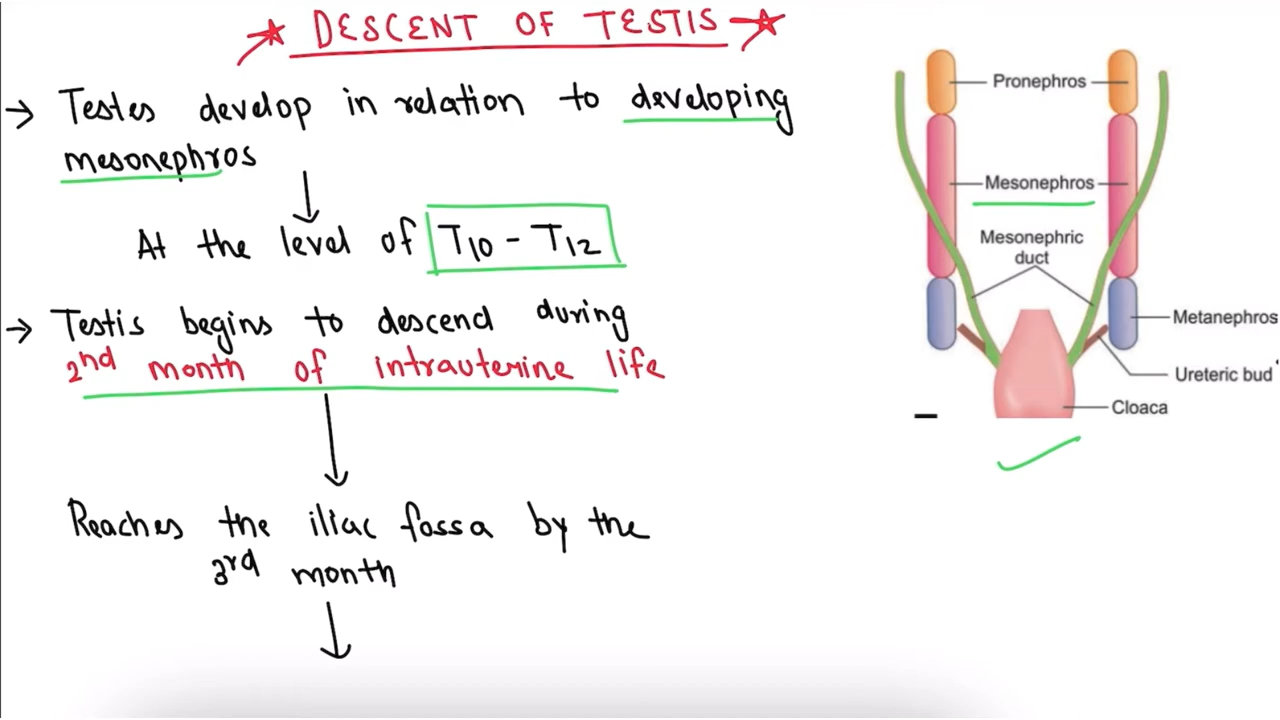 DESCENT OF TESTIS
→ Testes develop in relation to developing
mesonephros
At the level of T10 - T12
→ Testis begins to descend during
2nd month of intrauterine life
Reaches the iliac fossa by the
3rd month
Pronephros
Mesonephros
Mesonephric
duct
Metanephros
Ureteric bud
Cloaca